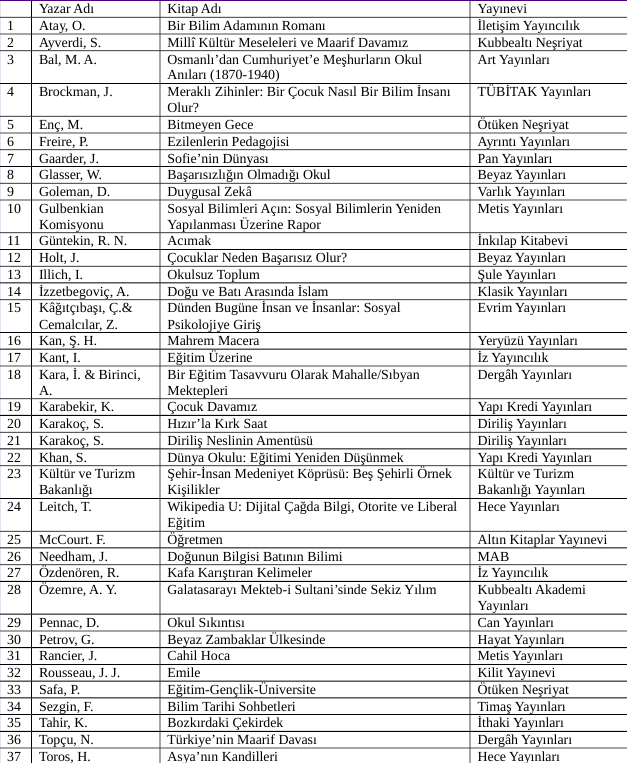 Yazar Adı Kitap Adı Yayınevi
1 Atay, O. Bir Bilim Adamının Romanı İletişim Yayıncılık
2 Ayverdi, S. Millî Kültür Meseleleri ve Maarif Davamız Kubbealtı Neşriyat
3 Bal, M. A. Osmanlı’dan Cumhuriyet’e Meşhurların Okul Art Yayınları
Anıları (1870-1940)
4 Brockman, J. Meraklı Zihinler: Bir Çocuk Nasıl Bir Bilim İnsanı TÜBİTAK Yayınları
Olur?
5 Enç, M. Bitmeyen Gece Ötüken Neşriyat
6 Freire, P. Ezilenlerin Pedagojisi Ayrıntı Yayınları
7 Gaarder, J. Sofie’nin Dünyası Pan Yayınları
8 Glasser, W. Başarısızlığın Olmadığı Okul Beyaz Yayınları
9 Goleman, D. Duygusal Zekâ Varlık Yayınları
10 Gulbenkian Sosyal Bilimleri Açın: Sosyal Bilimlerin Yeniden Metis Yayınları
Komisyonu Yapılanması Üzerine Rapor
11 Güntekin, R. N. Acımak İnkılap Kitabevi
12 Holt, J. Çocuklar Neden Başarısız Olur? Beyaz Yayınları
13 Illich, I. Okulsuz Toplum Şule Yayınları
14 İzzetbegoviç, A. Doğu ve Batı Arasında İslam Klasik Yayınları
15 Kâğıtçıbaşı, Ç.& Dünden Bugüne İnsan ve İnsanlar: Sosyal Evrim Yayınları
Cemalcılar, Z. Psikolojiye Giriş
16 Kan, Ş. H. Mahrem Macera Yeryüzü Yayınları
17 Kant, I. Eğitim Üzerine İz Yayıncılık
18 Kara, İ. & Birinci, Bir Eğitim Tasavvuru Olarak Mahalle/Sıbyan Dergâh Yayınları
A. Mektepleri
19 Karabekir, K. Çocuk Davamız Yapı Kredi Yayınları
20 Karakoç, S. Hızır’la Kırk Saat Diriliş Yayınları
21 Karakoç, S. Diriliş Neslinin Amentüsü Diriliş Yayınları
22 Khan, S. Dünya Okulu: Eğitimi Yeniden Düşünmek Yapı Kredi Yayınları
23 Kültür ve Turizm Şehir-İnsan Medeniyet Köprüsü: Beş Şehirli Örnek Kültür ve Turizm
Bakanlığı Kişilikler Bakanlığı Yayınları
24 Leitch, T. Wikipedia U: Dijital Çağda Bilgi, Otorite ve Liberal Hece Yayınları
Eğitim
25 McCourt. F. Öğretmen Altın Kitaplar Yayınevi
26 Needham, J. Doğunun Bilgisi Batının Bilimi MAB
27 Özdenören, R. Kafa Karıştıran Kelimeler İz Yayıncılık
28 Özemre, A. Y. Galatasarayı Mekteb-i Sultani’sinde Sekiz Yılım Kubbealtı Akademi
Yayınları
29 Pennac, D. Okul Sıkıntısı Can Yayınları
30 Petrov, G. Beyaz Zambaklar Ülkesinde Hayat Yayınları
31 Rancier, J. Cahil Hoca Metis Yayınları
32 Rousseau, J. J. Emile Kilit Yayınevi
33 Safa, P. Eğitim-Gençlik-Üniversite Ötüken Neşriyat
34 Sezgin, F. Bilim Tarihi Sohbetleri Timaş Yayınları
35 Tahir, K. Bozkırdaki Çekirdek İthaki Yayınları
36 Topçu, N. Türkiye’nin Maarif Davası Dergâh Yayınları
37 Toros, H. Asya’nın Kandilleri Hece Yayınları